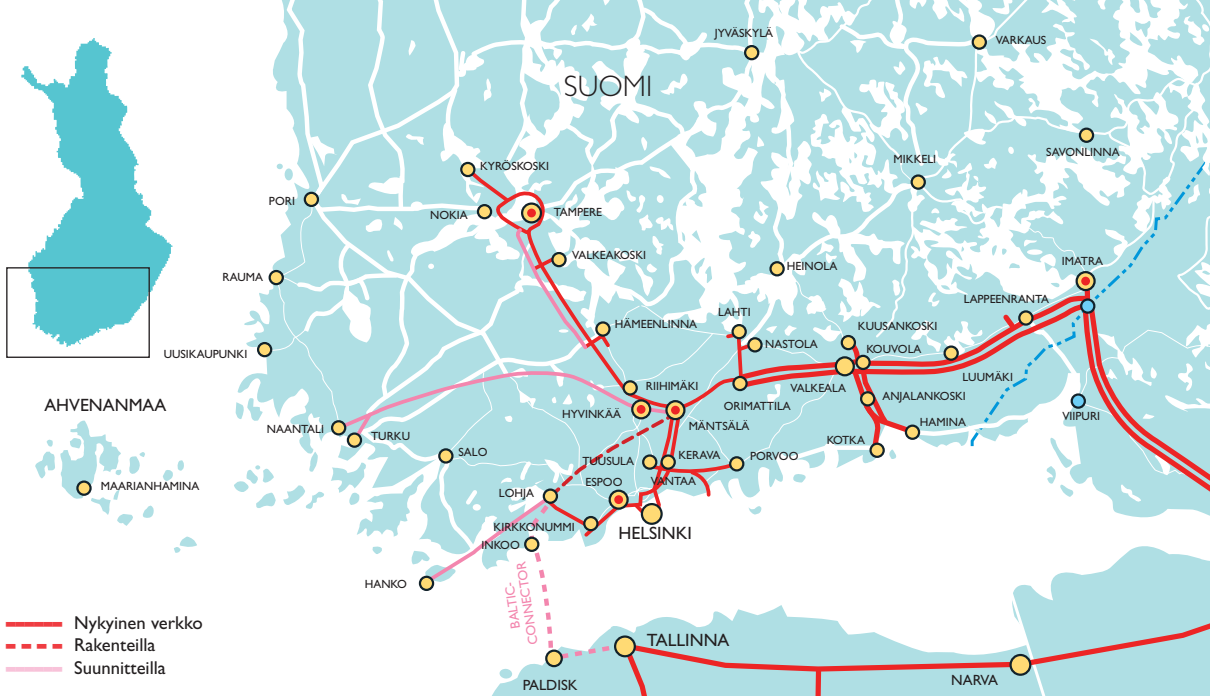 JYVÄSKYLÄ
VARKAUS
SUOMI
SAVONLINNA
MIKKELI
KYRÖSKOSKI
PORI
NOKIA
TAMPERE
VALKEAKOSKI
HEINOLA
IMATRA
RAUMA
LAPPEENRANTA
HÄMEENLINNA
LAHTI
KUUSANKOSKI
NASTOLA
KOUVOLA
UUSIKAUPUNKI
LUUMÄKI
RIIHIMÄKI
VALKEALA
ORIMATTILA
ANJALANKOSKI
AHVENANMAA
HYVINKÄÄ
VIIPURI
MÄNTSÄLÄ
HAMINA
NAANTALI
TURKU
KOTKA
SALO
TUUSULA
KERAVA
PORVOO
VANTAA
ESPOO
MAARIANHAMINA
LOHJA
KIRKKONUMMI
HELSINKI
INKOO
HANKO
BALTIC-
CONNECTOR
Nykyinen verkko
Rakenteilla
Suunnitteilla
TALLINNA
PALDISK
NARVA